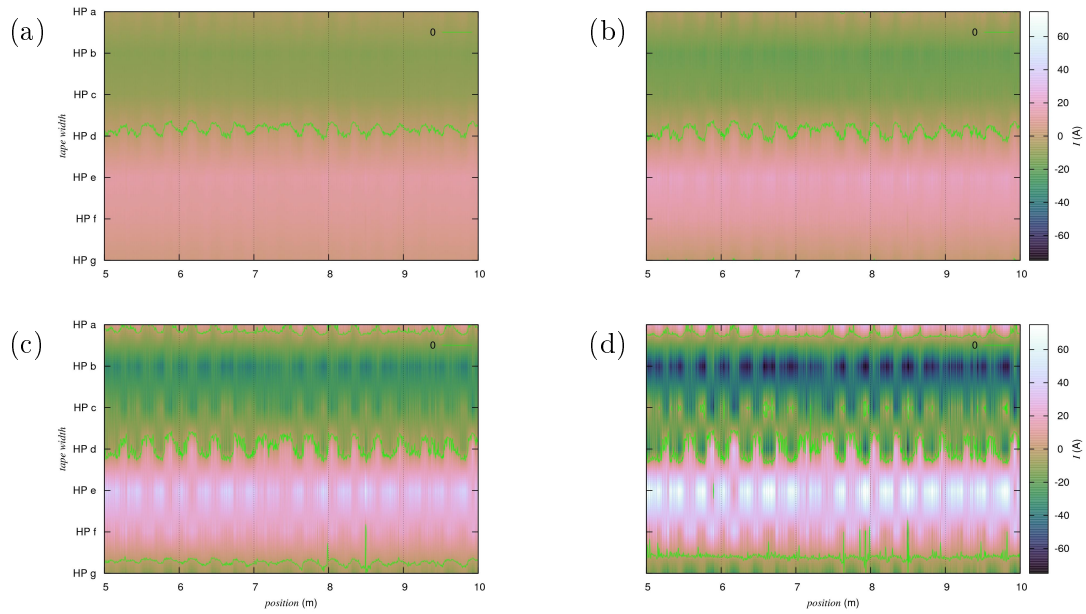 (a)
HP a
HP b
HP c
HP d
HP e
HP f
HP g
tape width
0
5 6 7 8 9 10
(b)
0
5 6 7 8 9 10
60
40
20
0
-20
-40
-60
I (A)
(c)
HP a
HP b
HP c
HP d
HP e
HP f
HP g
tape width
0
5 6 7 8 9 10
position (m)
(d)
0
5 6 7 8 9 10
position (m)
60
40
20
0
-20
-40
-60
I (A)